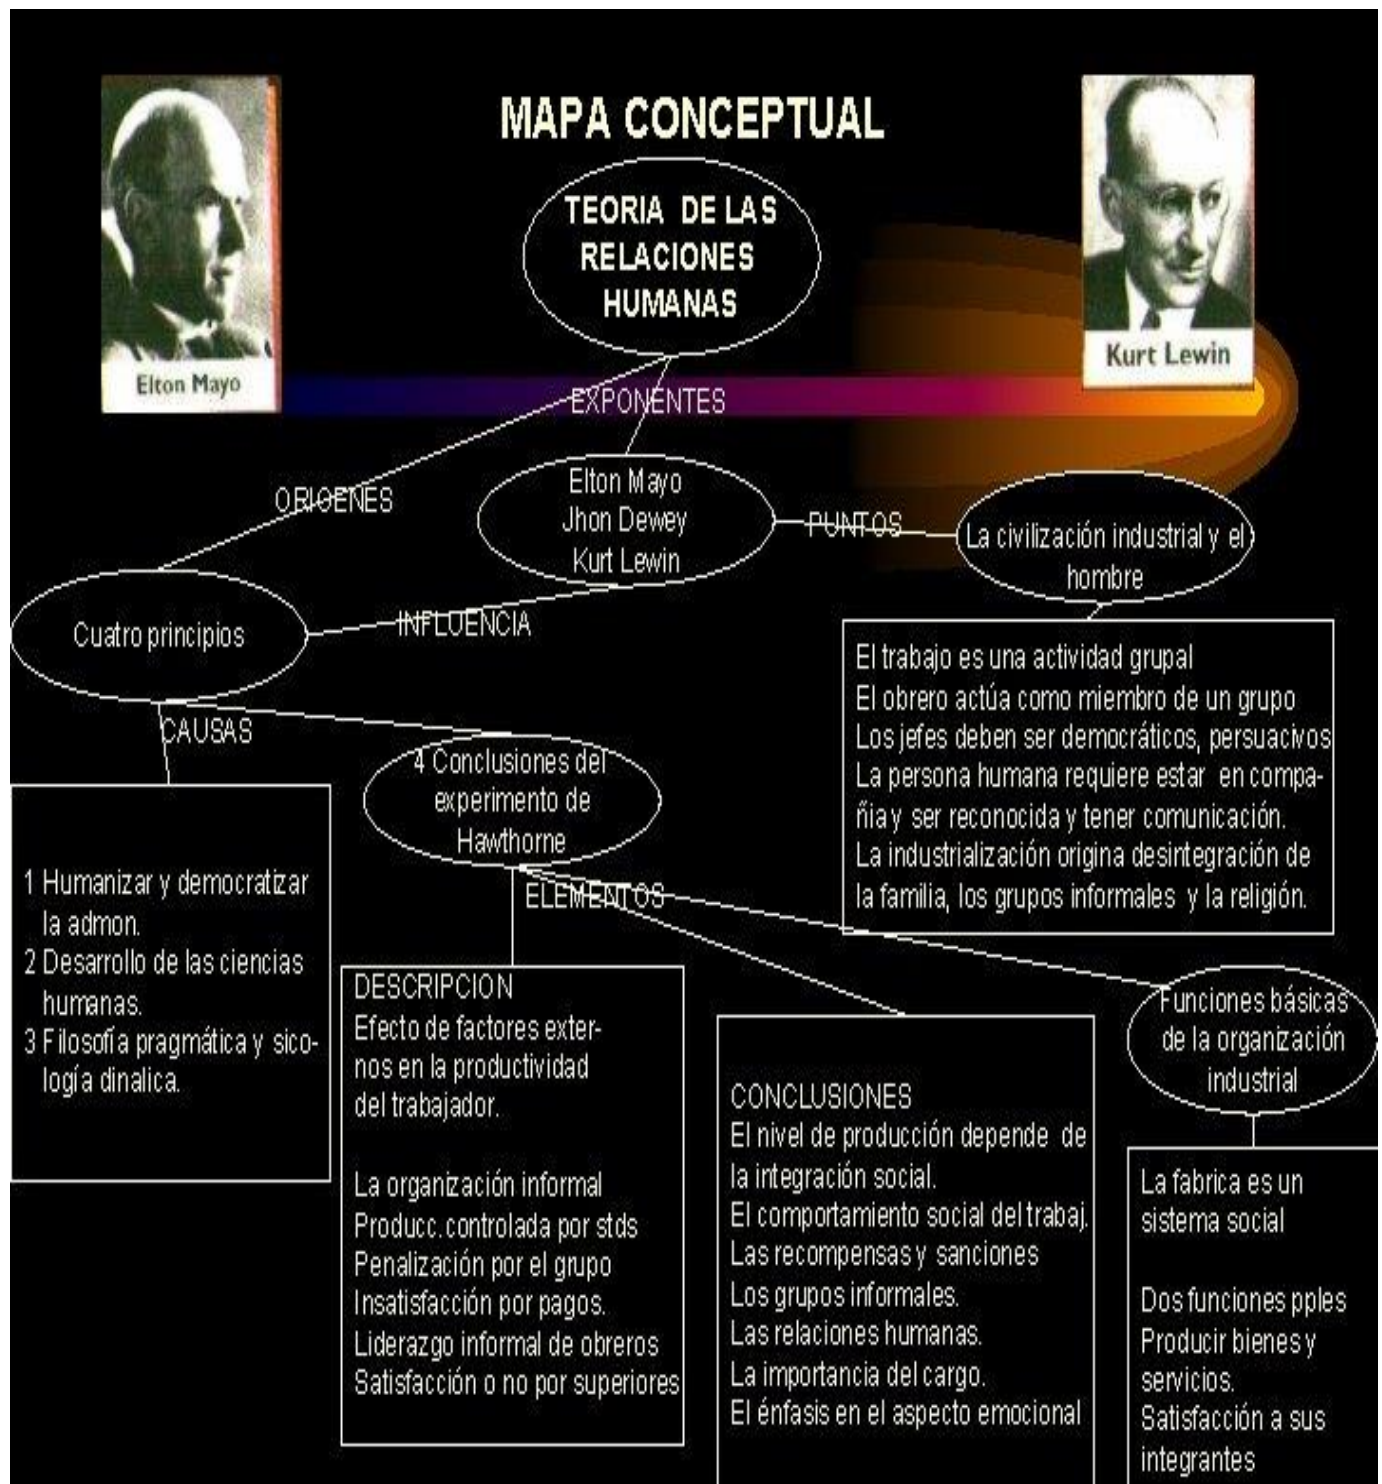 MAPA CONCEPTUAL
Elton Mayo
Kurt Lewin
TEORIA DE LAS
RELACIONES
HUMANAS
EXPONENTES
ORIGENES
Elton Mayo
Jhon Dewey
Kurt Lewin
PUNTOS
La civilización industrial y el
hombre
INFLUENCIA
Cuatro principios
El trabajo es una actividad grupal
El obrero actúa como miembro de un grupo
Los jefes deben ser democráticos, persuacivos
La persona humana requiere estar en compa-
ñia y ser reconocida y tener comunicación.
La industrialización origina desintegración de
la familia, los grupos informales y la religión.
CAUSAS
4 Conclusiones del
experimento de
Hawthorne
1 Humanizar y democratizar
la admon.
2 Desarrollo de las ciencias
humanas.
3 Filosofía pragmática y sico-
logía dinalica.
ELEMENTOS
DESCRIPCION
Efecto de factores exter-
nos en la productividad
del trabajador.
La organización informal
Producc. controlada por stds
Penalización por el grupo
Insatisfacción por pagos.
Liderazgo informal de obreros
Satisfacción o no por superiores
CONCLUSIONES
El nivel de producción depende de
la integración social.
El comportamiento social del trabaj.
Las recompensas y sanciones
Los grupos informales.
Las relaciones humanas.
La importancia del cargo.
El énfasis en el aspecto emocional
Funciones básicas
de la organización
industrial
La fabrica es un
sistema social
Dos funciones pples
Producir bienes y
servicios.
Satisfacción a sus
integrantes